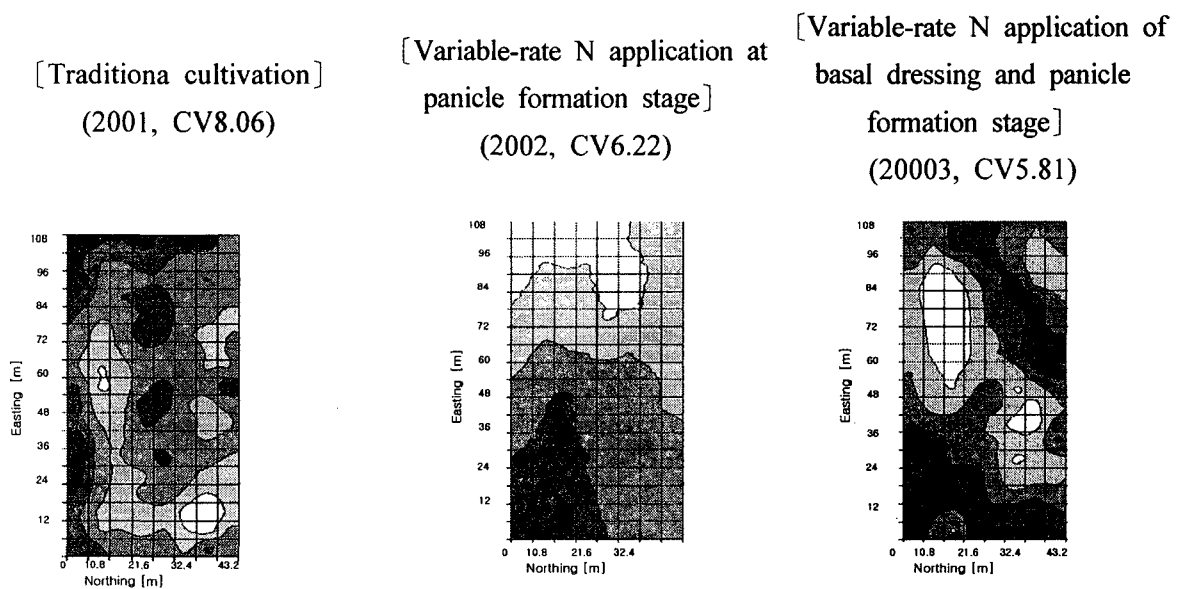 [Traditiona cultivation]
(2001, CV8.06)
[Variable-rate N application at
panicle formation stage]
(2002, CV6.22)
[Variable-rate N application of
basal dressing and panicle
formation stage]
(20003, CV5.81)
108
96
84
72
60
48
36
24
12
Easting [m]
0 10.8 21.6 32.4 43.2
Northing [m]
108
96
84
72
60
48
36
24
12
Easting [m]
0 10.8 21.6 32.4
Northing [m]
108
96
84
72
60
48
36
24
12
Easting [m]
0 10.8 21.6 32.4 43.2
Northing [m]